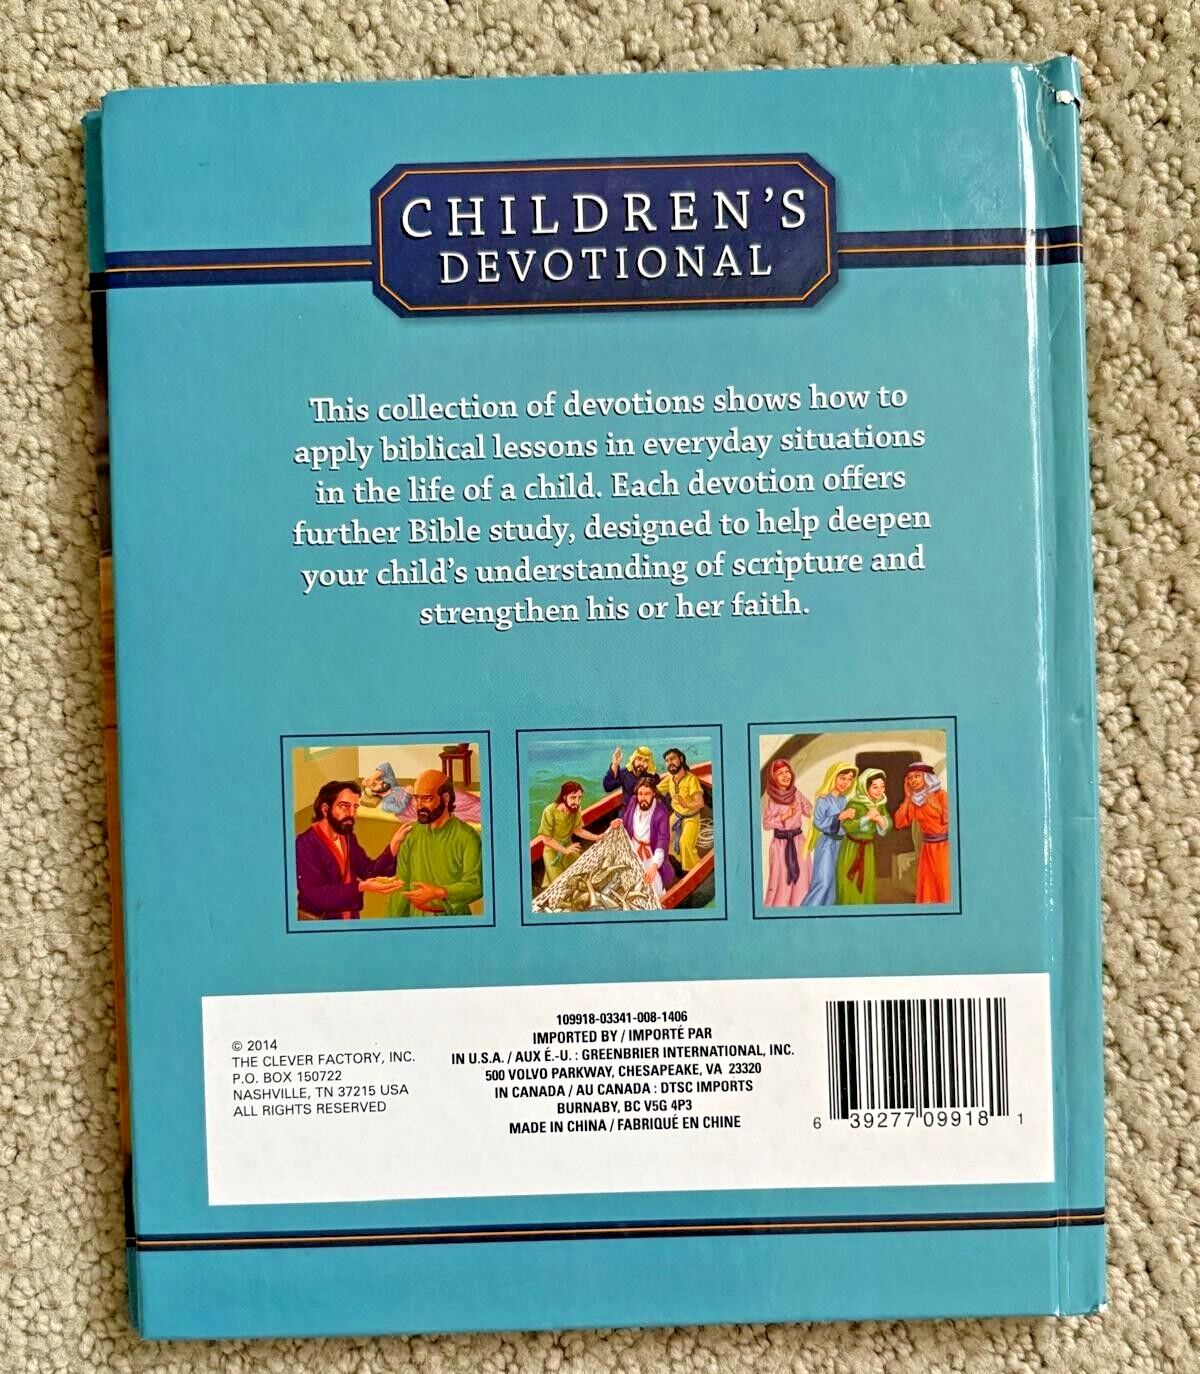 CHILDREN'S
DEVOTIONAL
This collection of devotions shows how to
apply biblical lessons in everyday situations
in the life of a child. Each devotion offers
further Bible study, designed to help deepen
your child's understanding of scripture and
strengthen his or her faith.
© 2014
THE CLEVER FACTORY, INC.
P.O. BOX 150722
NASHVILLE, TN 37215 USA
ALL RIGHTS RESERVED
109918-03341-008-1406
IMPORTED BY / IMPORTÉ PAR
IN U.S.A. / AUX É.-U. : GREENBRIER INTERNATIONAL, INC.
500 VOLVO PARKWAY, CHESAPEAKE, VA 23320
IN CANADA / AU CANADA : DTSC IMPORTS
BURNABY, BC V5G 4P3
MADE IN CHINA / FABRIQUÉ EN CHINE
6 39277 09918 1